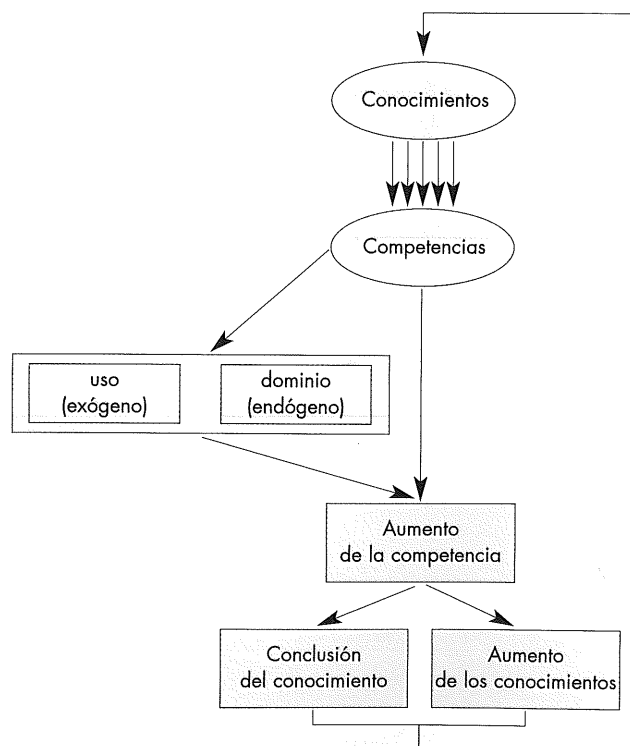 Conocimientos
Competencias
uso
(exógeno)
dominio
(endógeno)
Aumento
de la competencia
Conclusión
del conocimiento
Aumento
de los conocimientos